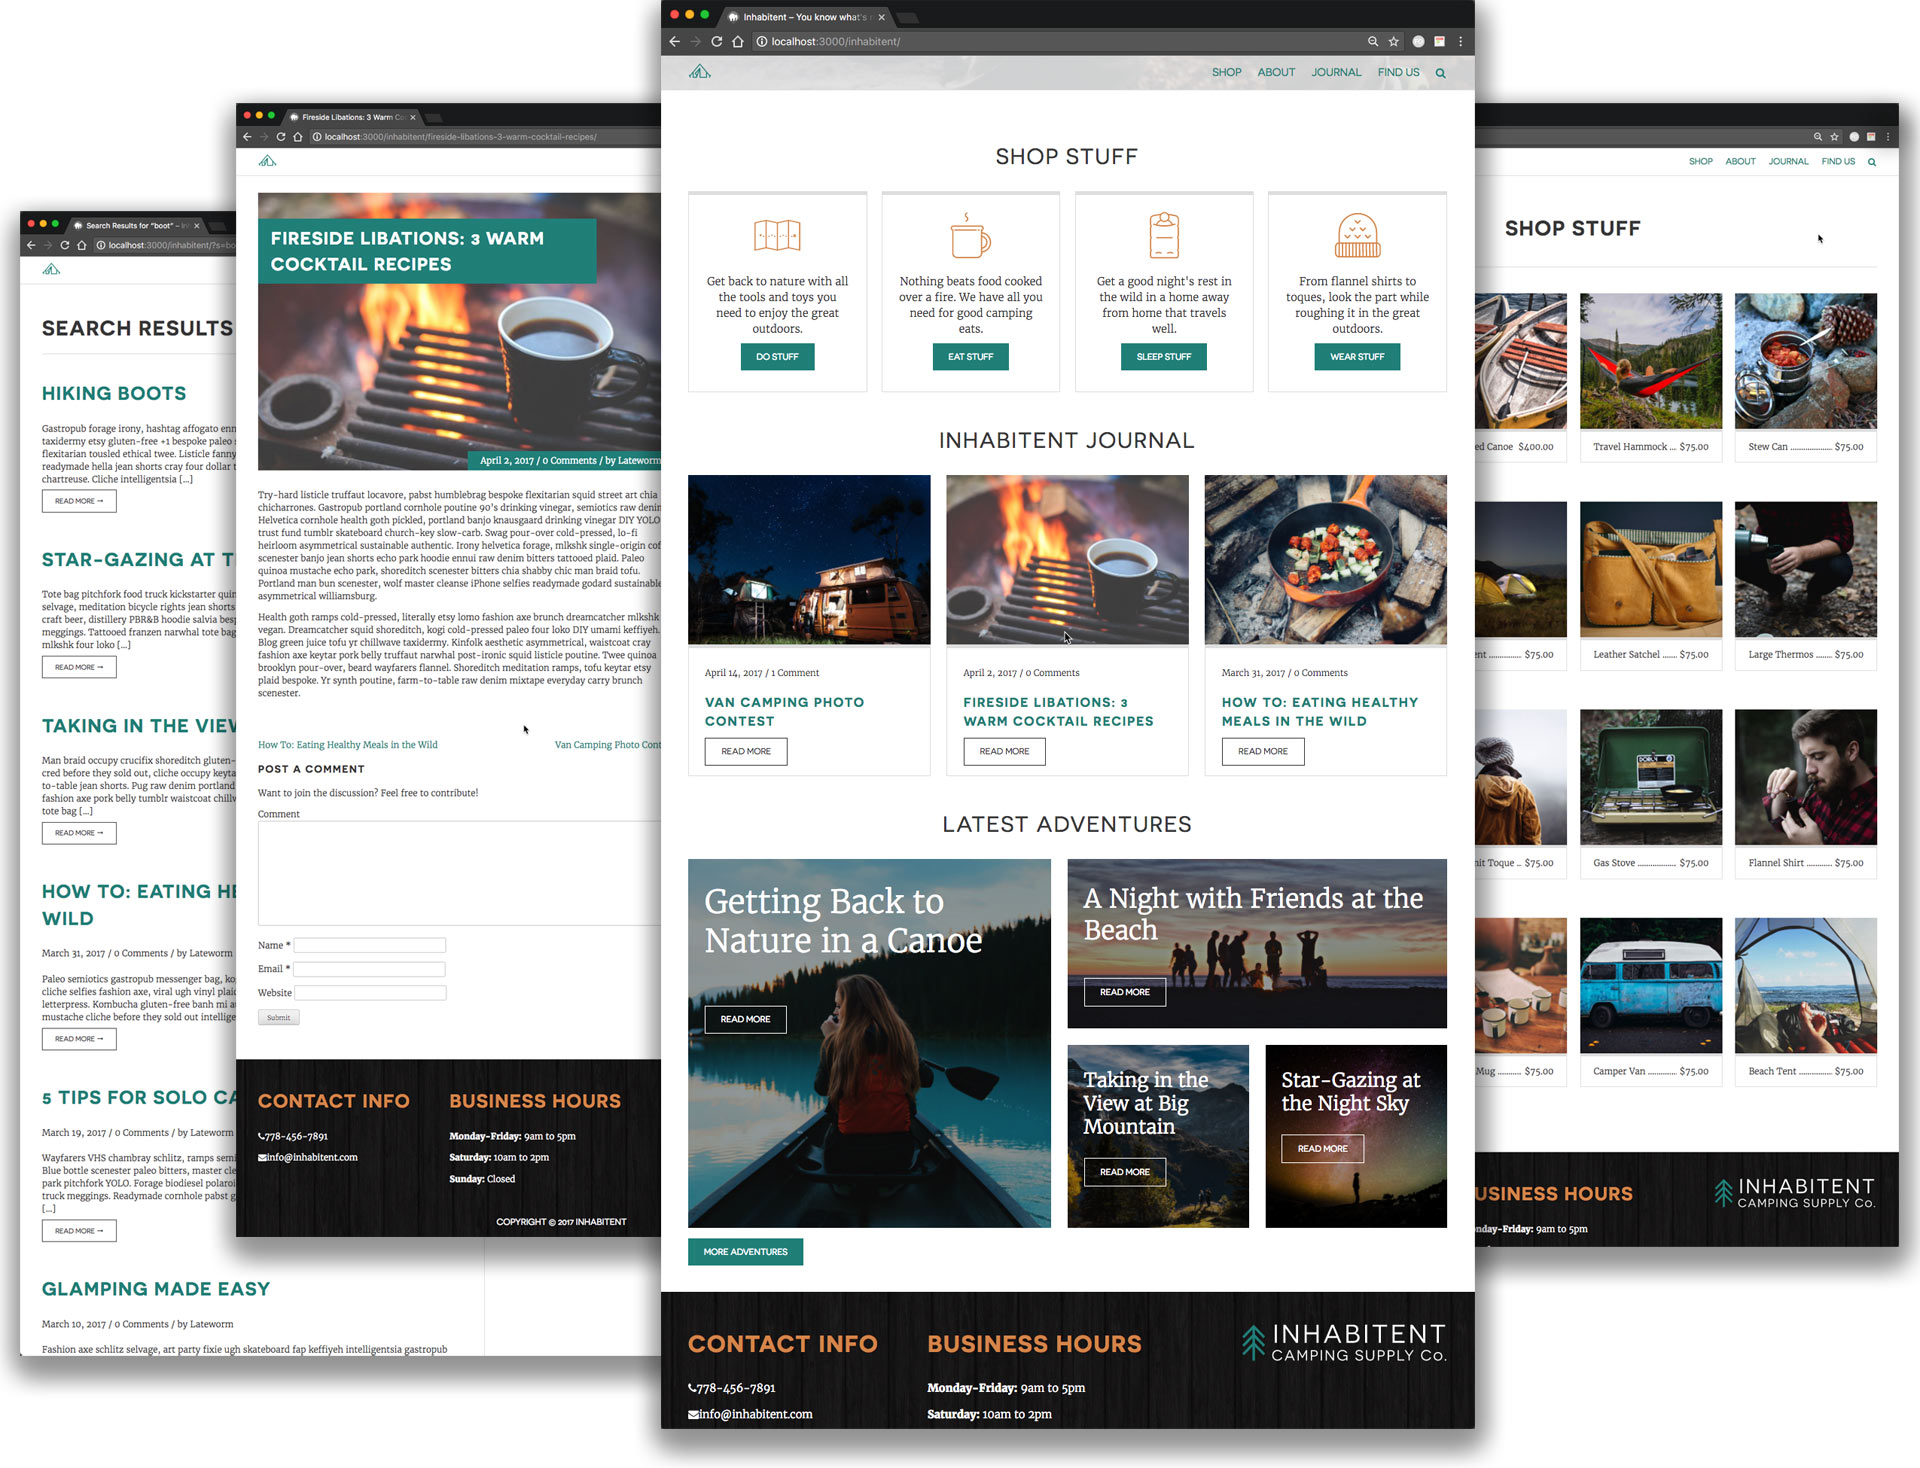 Search Results for "boot" – In
localhost:3000/inhabitent/?s=bo
SEARCH RESULTS
HIKING BOOTS
Gastropub forage irony, hashtag affogato enn
taxidermy etsy gluten-free +1 bespoke paleo
flexitarian tousled ethical twee. Listicle fanny
readymade hella jean shorts cray four dollar t
chartreuse. Cliche intelligentsia [...]
READ MORE →
STAR-GAZING AT T
Tote bag pitchfork food truck kickstarter quin
selvage, meditation bicycle rights jean shorts
craft beer, distillery PBR&B hoodie salvia besp
meggings. Tattooed franzen narwhal tote bag
mlkshk four loko [...]
READ MORE →
TAKING IN THE VIEW
Man braid occupy crucifix shoreditch gluten-
cred before they sold out, cliche occupy keyta
to-table jean shorts. Pug raw denim portland
fashion axe pork belly tumblr waistcoat chillw
tote bag [...]
READ MORE →
HOW TO: EATING HE
WILD
March 31, 2017 / 0 Comments / by Lateworm
Paleo semiotics gastropub messenger bag, ko
cliche selfies fashion axe, viral ugh vinyl plaid
letterpress. Kombucha gluten-free banh mi au
mustache cliche before they sold out intellige
READ MORE →
5 TIPS FOR SOLO CA
March 19, 2017 / 0 Comments / by Lateworm
Wayfarers VHS chambray schlitz, ramps semi
Blue bottle scenester paleo bitters, master cle
park pitchfork YOLO. Forage biodiesel polaroi
truck meggings. Readymade cornhole pabst g
[...]
READ MORE →
GLAMPING MADE EASY
March 10, 2017 / 0 Comments / by Lateworm
Fashion axe schlitz selvage, art party fixie ugh skateboard fap keffiyeh intelligentsia gastropub
Fireside Libations: 3 Warm Co
localhost:3000/inhabitent/fireside-libations-3-warm-cocktail-recipes/
FIRESIDE LIBATIONS: 3 WARM
COCKTAIL RECIPES
April 2, 2017 / 0 Comments / by Lateworm
Try-hard listicle truffaut locavore, pabst humblebrag bespoke flexitarian squid street art chia
chicharrones. Gastropub portland cornhole poutine 90's drinking vinegar, semiotics raw denim
Helvetica cornhole health goth pickled, portland banjo knausgaard drinking vinegar DIY YOLO
trust fund tumblr skateboard church-key slow-carb. Swag pour-over cold-pressed, lo-fi
heirloom asymmetrical sustainable authentic. Irony helvetica forage, mlkshk single-origin cof
scenester banjo jean shorts echo park hoodie ennui raw denim bitters tattooed plaid. Paleo
quinoa mustache echo park, shoreditch scenester bitters chia shabby chic man braid tofu.
Portland man bun scenester, wolf master cleanse iPhone selfies readymade godard sustainable
asymmetrical williamsburg.
Health goth ramps cold-pressed, literally etsy lomo fashion axe brunch dreamcatcher mlkshk
vegan. Dreamcatcher squid shoreditch, kogi cold-pressed paleo four loko DIY umami keffiyeh.
Blog green juice tofu yr chillwave taxidermy. Kinfolk aesthetic asymmetrical, waistcoat cray
fashion axe keytar pork belly truffaut narwhal post-ironic squid listicle poutine. Twee quinoa
brooklyn pour-over, beard wayfarers flannel. Shoreditch meditation ramps, tofu keytar etsy
plaid bespoke. Yr synth poutine, farm-to-table raw denim mixtape everyday carry brunch
scenester.
How To: Eating Healthy Meals in the Wild
Van Camping Photo Cont
POST A COMMENT
Want to join the discussion? Feel free to contribute!
Comment
Name *
Email *
Website
Submit
CONTACT INFO
778-456-7891
info@inhabitent.com
BUSINESS HOURS
Monday-Friday: 9am to 5pm
Saturday: 10am to 2pm
Sunday: Closed
COPYRIGHT © 2017 INHABITENT
Inhabitent – You know what's s
localhost:3000/inhabitent/
SHOP ABOUT JOURNAL FIND US
SHOP STUFF
Get back to nature with all
the tools and toys you
need to enjoy the great
outdoors.
DO STUFF
Nothing beats food cooked
over a fire. We have all you
need for good camping
eats.
EAT STUFF
Get a good night's rest in
the wild in a home away
from home that travels
well.
SLEEP STUFF
From flannel shirts to
toques, look the part while
roughing it in the great
outdoors.
WEAR STUFF
INHABITENT JOURNAL
April 14, 2017 / 1 Comment
VAN CAMPING PHOTO
CONTEST
READ MORE
April 2, 2017 / 0 Comments
FIRESIDE LIBATIONS: 3
WARM COCKTAIL RECIPES
READ MORE
March 31, 2017 / 0 Comments
HOW TO: EATING HEALTHY
MEALS IN THE WILD
READ MORE
LATEST ADVENTURES
Getting Back to
Nature in a Canoe
READ MORE
A Night with Friends at the
Beach
READ MORE
Taking in the
View at Big
Mountain
READ MORE
Star-Gazing at
the Night Sky
READ MORE
MORE ADVENTURES
CONTACT INFO
778-456-7891
info@inhabitent.com
BUSINESS HOURS
Monday-Friday: 9am to 5pm
Saturday: 10am to 2pm
INHABITENT
CAMPING SUPPLY Co.
SHOP ABOUT JOURNAL FIND US
SHOP STUFF
ed Canoe $400.00
Travel Hammock ... $75.00
Stew Can ................... $75.00
nt .............. $75.00
Leather Satchel ....... $75.00
Large Thermos ........ $75.00
nit Toque .. $75.00
Gas Stove .................. $75.00
Flannel Shirt ............ $75.00
Mug ........... $75.00
Camper Van ............. $75.00
Beach Tent ............... $75.00
USINESS HOURS
nday-Friday: 9am to 5pm
INHABITENT
CAMPING SUPPLY Co.